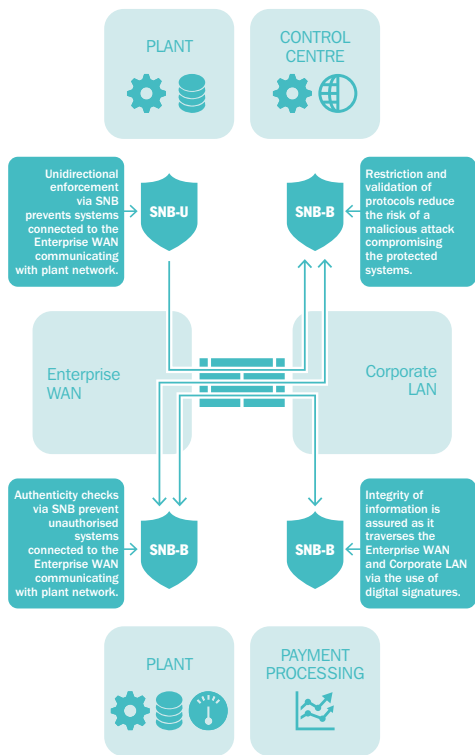 PLANT
CONTROL
CENTRE
Unidirectional
enforcement
via SNB
prevents systems
connected to the
Enterprise WAN
communicating
with plant network.
SNB-U
SNB-B
Restriction and
validation of
protocols reduce
the risk of a
malicious attack
compromising
the protected
systems.
Enterprise
WAN
Corporate
LAN
Authenticity checks
via SNB prevent
unauthorised
systems
connected to the
Enterprise WAN
communicating
with plant network.
SNB-B
SNB-B
Integrity of
information is
assured as it
traverses the
Enterprise WAN
and Corporate LAN
via the use of
digital signatures.
PLANT
PAYMENT
PROCESSING